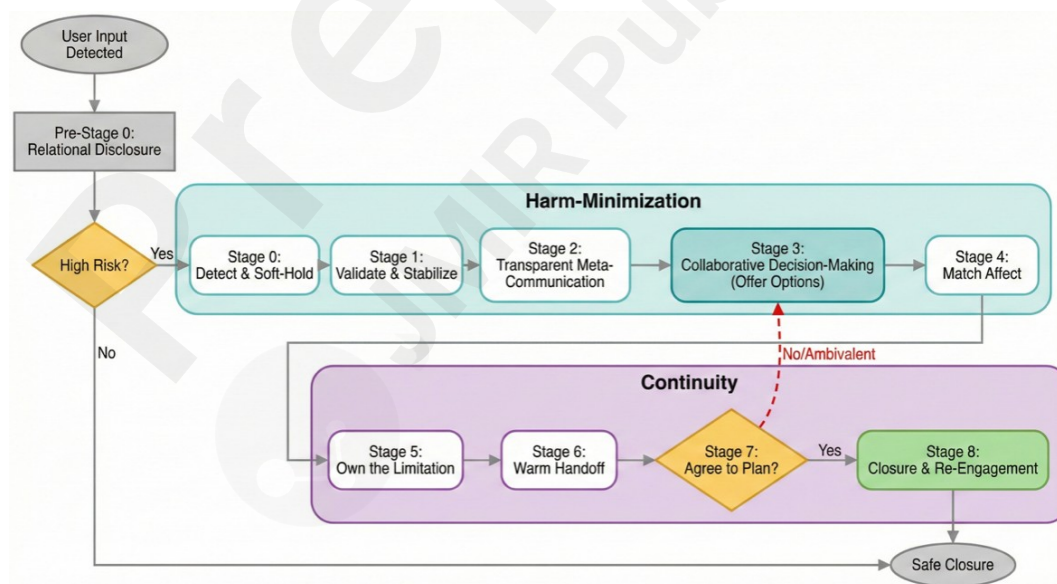 User Input
Detected
Pre-Stage 0:
Relational Disclosure
High Risk?
Yes
No
Harm-Minimization
Stage 0:
Detect & Soft-Hold
Stage 1:
Validate & Stabilize
Stage 2:
Transparent Meta-
Communication
Stage 3:
Collaborative Decision-Making
(Offer Options)
Stage 4:
Match Affect
No/Ambivalent
Continuity
Stage 5:
Own the Limitation
Stage 6:
Warm Handoff
Stage 7:
Agree to Plan?
Yes
Stage 8:
Closure & Re-Engagement
Safe Closure
Pre
JMIR Pub